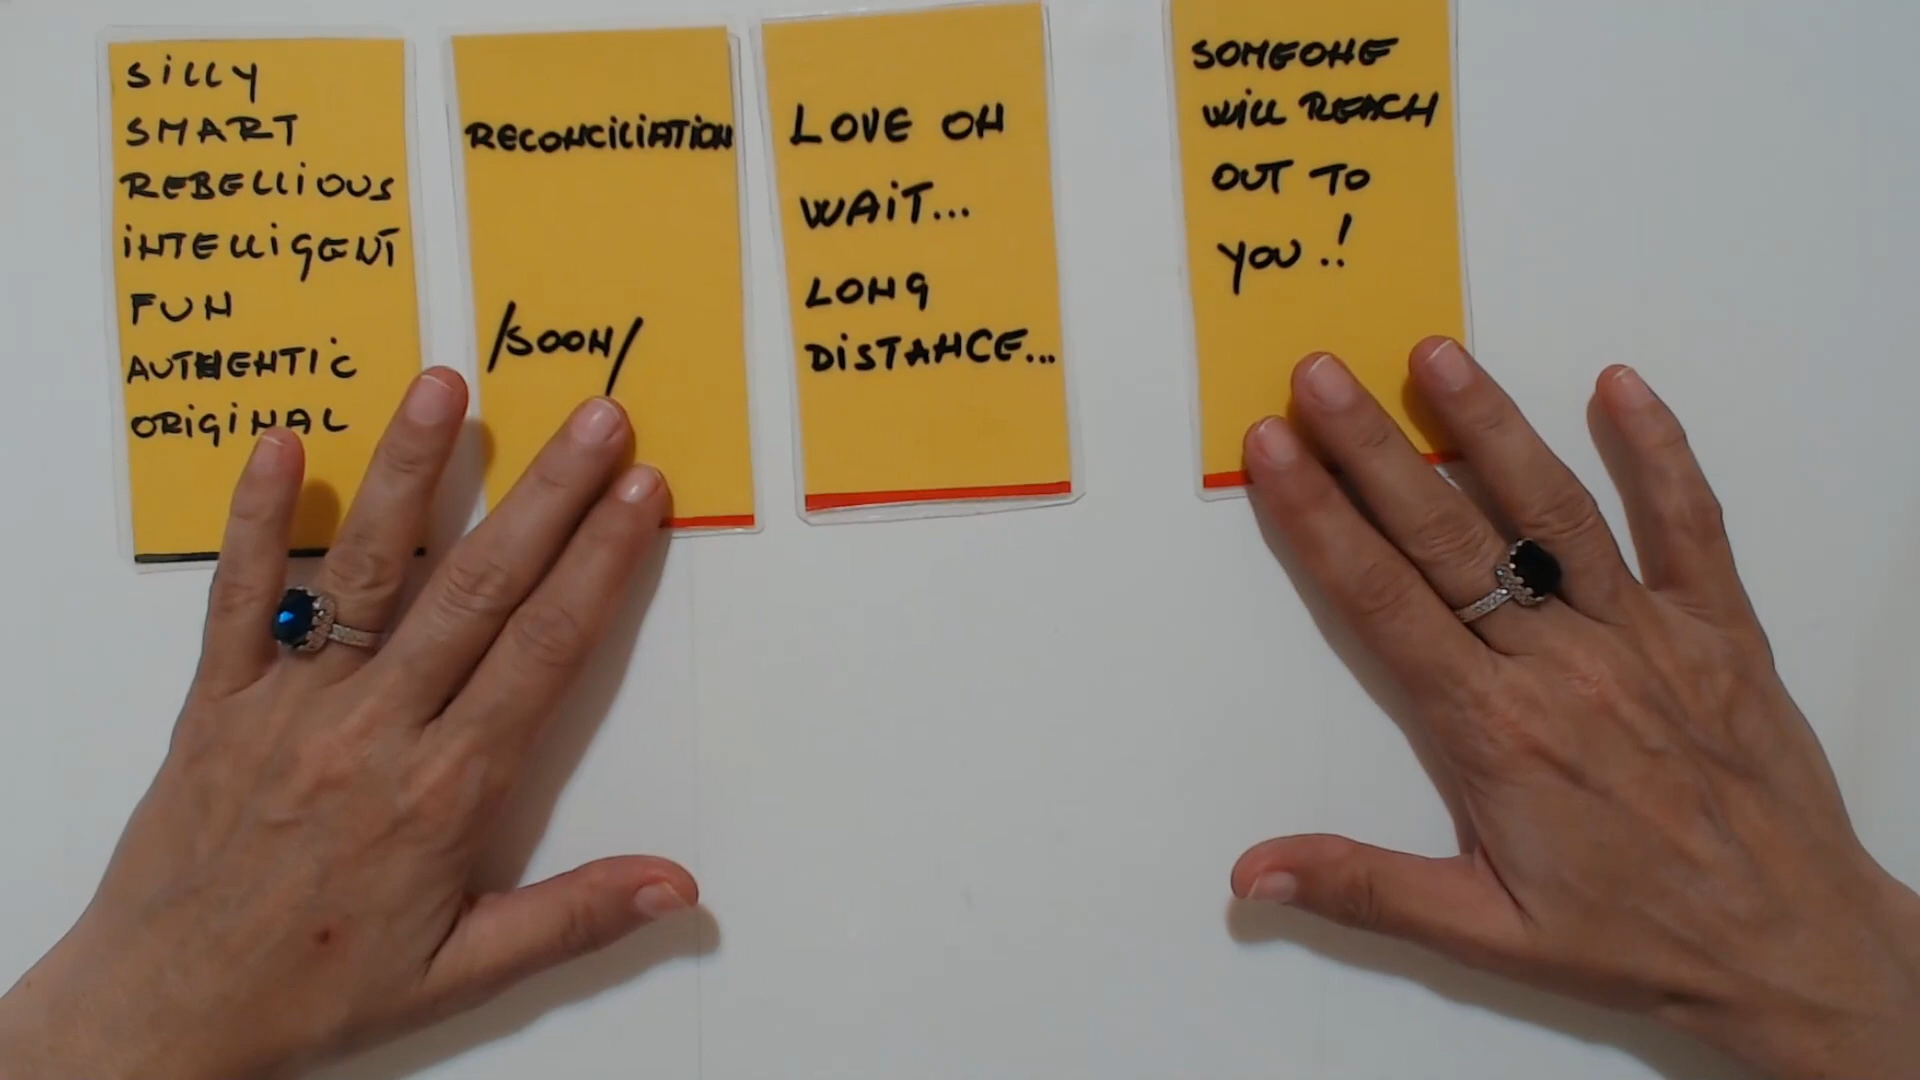 SILLY
SMART
REBELLIOUS
INTELLIGENT
FUN
AUTHENTIC
ORIGINAL
RECONCILIATION
/SOON/
LOVE ON
WAIT...
LONG
DISTANCE...
SOMEONE
WILL REACH
OUT TO
YOU!!